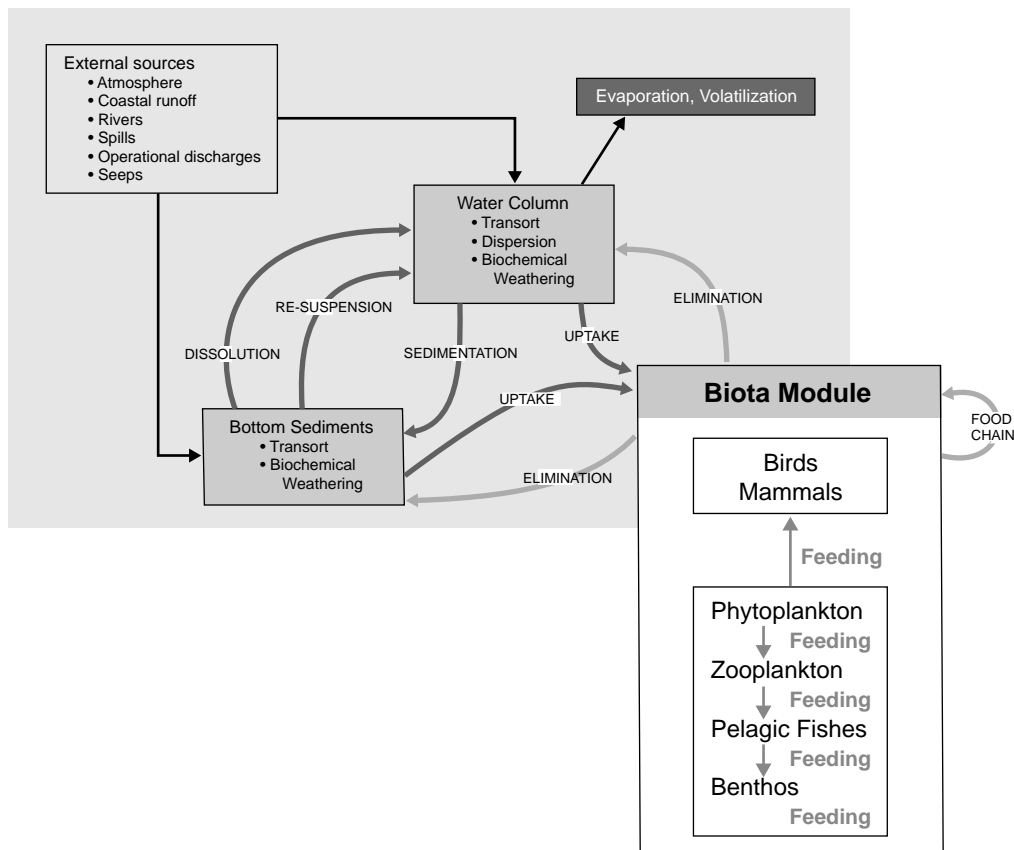 External sources
• Atmosphere
• Coastal runoff
• Rivers
• Spills
• Operational discharges
• Seeps
Evaporation, Volatilization
Water Column
• Transort
• Dispersion
• Biochemical
Weathering
ELIMINATION
RE-SUSPENSION
UPTAKE
DISSOLUTION
SEDIMENTATION
Biota Module
UPTAKE
FOOD
CHAIN
Bottom Sediments
• Transort
• Biochemical
Weathering
ELIMINATION
Birds
Mammals
Feeding
Phytoplankton
Feeding
Zooplankton
Feeding
Pelagic Fishes
Feeding
Benthos
Feeding